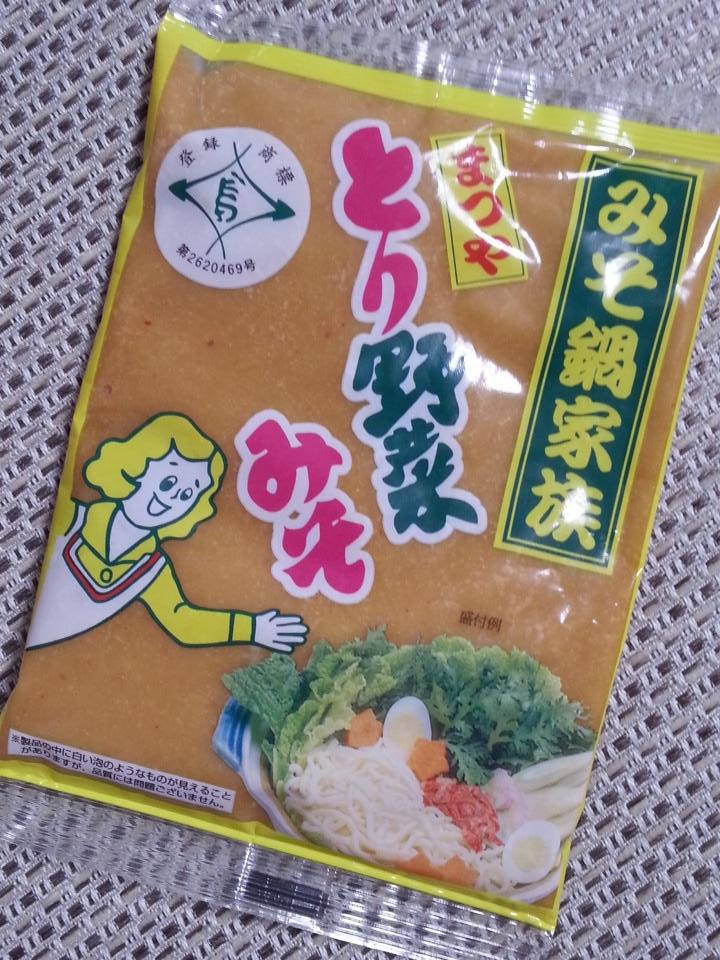 みそ鍋家族
まつや
とり野菜
みそ
登録商標
鳥
第2620469号
盛付例
※製品の中に白い泡のようなものが見えること
がありますが、品質には問題ございません。